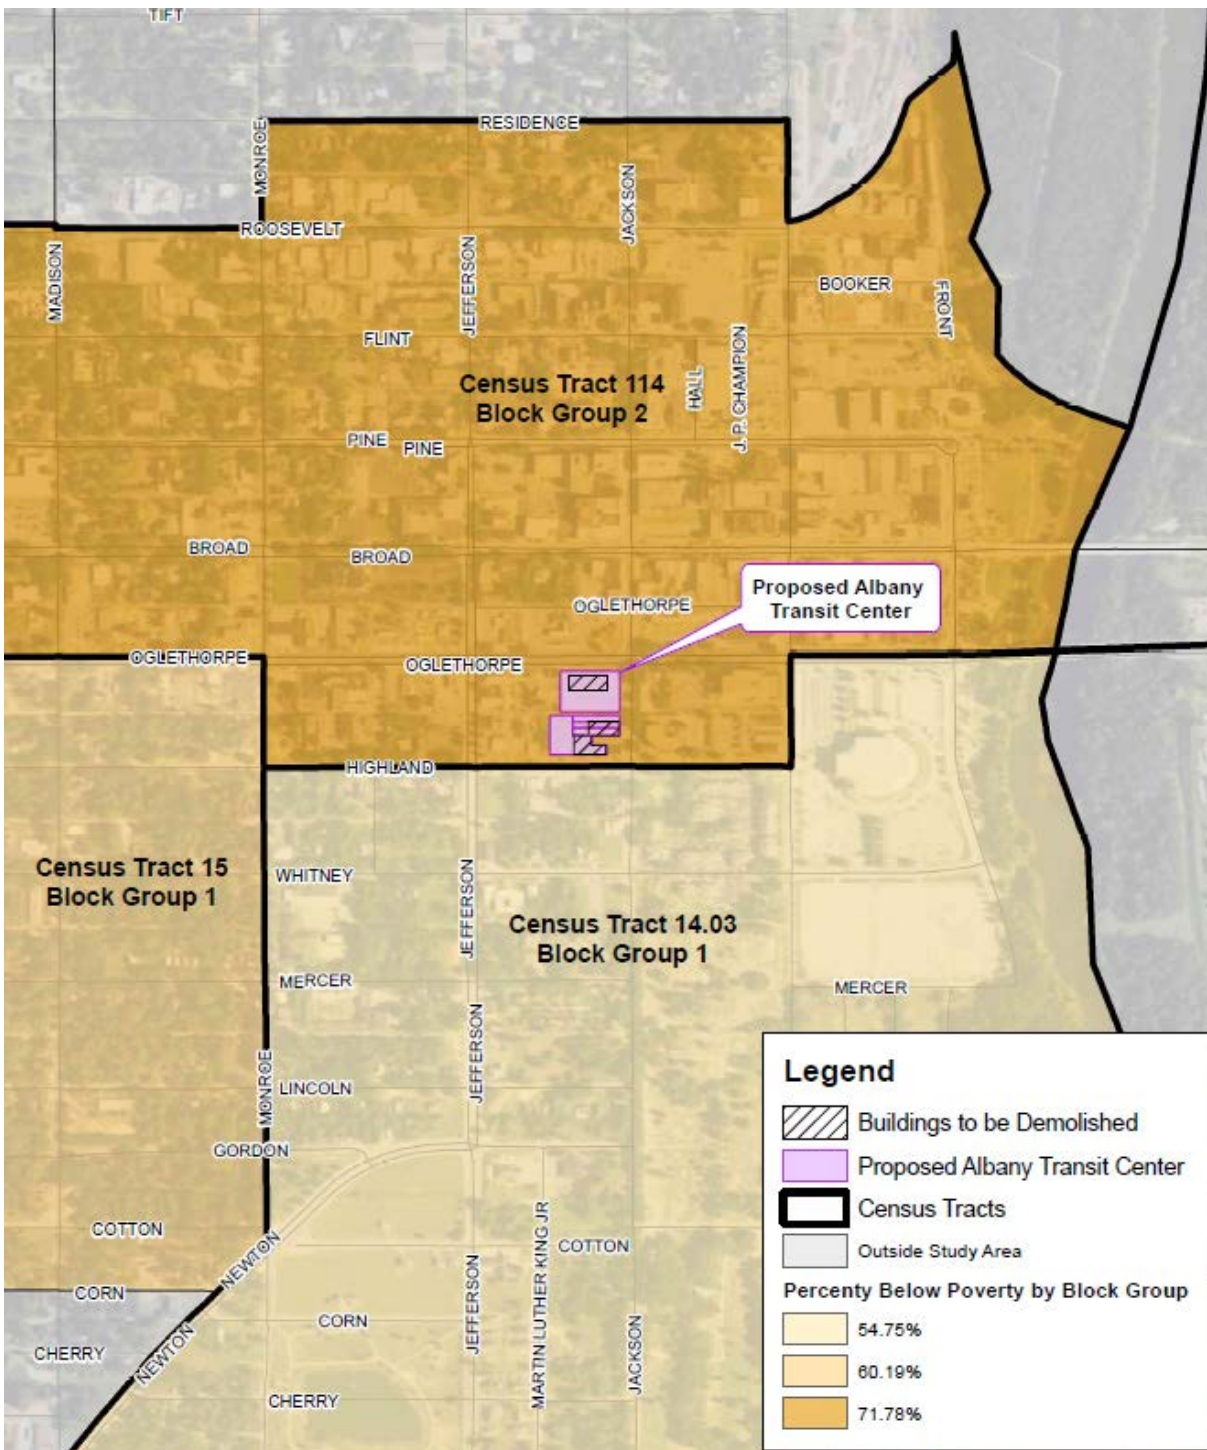 TIFT
RESIDENCE
MONROE
JACKSON
ROOSEVELT
MADISON
JEFFERSON
BOOKER
FRONT
FLINT
HALL
J. P. CHAMPION
Census Tract 114
Block Group 2
PINE
PINE
BROAD
BROAD
Proposed Albany
Transit Center
OGLETHORPE
OGLETHORPE
OGLETHORPE
HIGHLAND
Census Tract 15
Block Group 1
WHITNEY
JEFFERSON
Census Tract 14.03
Block Group 1
MERCER
MERCER
JEFFERSON
MONROE
LINCOLN
GORDON
COTTON
NEWTON
MARTIN LUTHER KING JR
COTTON
CORN
CORN
JEFFERSON
JACKSON
CHERRY
NEWTON
CHERRY
Legend
Buildings to be Demolished
Proposed Albany Transit Center
Census Tracts
Outside Study Area
Percenty Below Poverty by Block Group
54.75%
60.19%
71.78%